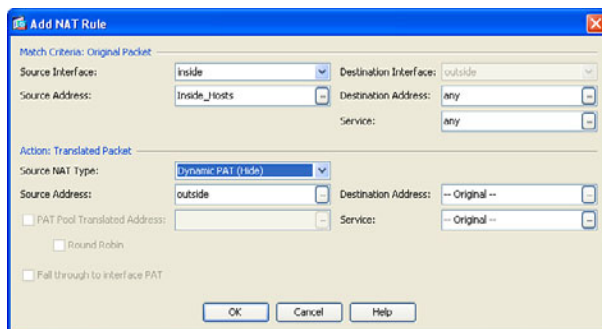 Add NAT Rule
Match Criteria: Original Packet
Source Interface: inside Destination Interface: outside
Source Address: Inside_Hosts ... Destination Address: any ...
Service: any ...
Action: Translated Packet
Source NAT Type: Dynamic PAT (Hide)
Source Address: outside ... Destination Address: -- Original -- ...
PAT Pool Translated Address: ... Service: -- Original -- ...
Round Robin
Fall through to interface PAT
OK Cancel Help